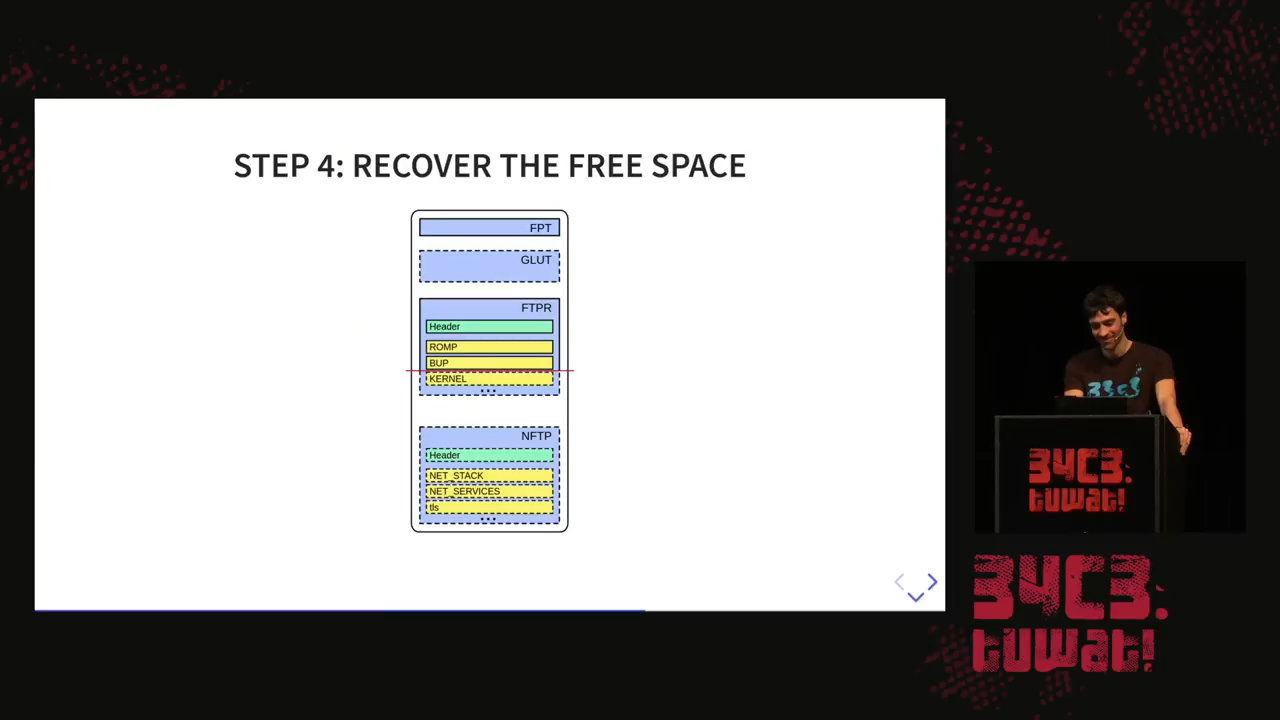 STEP 4: RECOVER THE FREE SPACE
FPT
GLUT
FTPR
Header
ROMP
BUP
KERNEL
...
NFTP
Header
NET_STACK
NET_SERVICES
tls
...
34C3
34C3:
tuwat!
34C3:
tuwat!